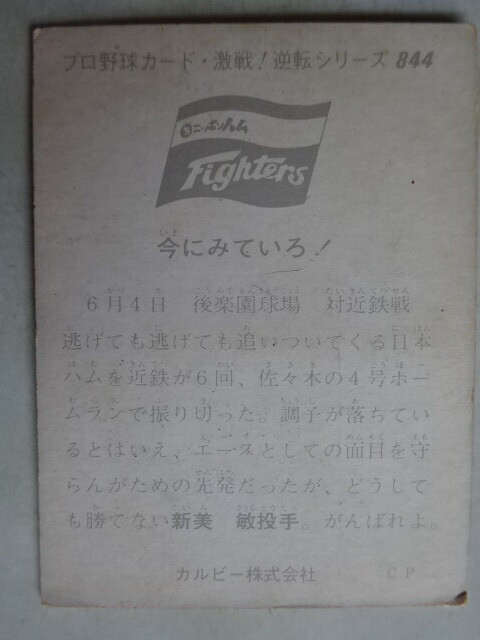 プロ野球カード・激戦！逆転シリーズ 844
ニッポンハム
Fighters
今にみていろ！
6月4日 後楽園球場 対近鉄戦
逃げても逃げても追いついてくる日本
ハムを近鉄が6回、佐々木の4号ホー
ムランで振り切った。調子が落ちてい
るとはいえ、エースとしての面目を守
らんがための先発だったが、どうして
も勝てない新美 敏投手。がんばれよ。
カルビー株式会社 CP